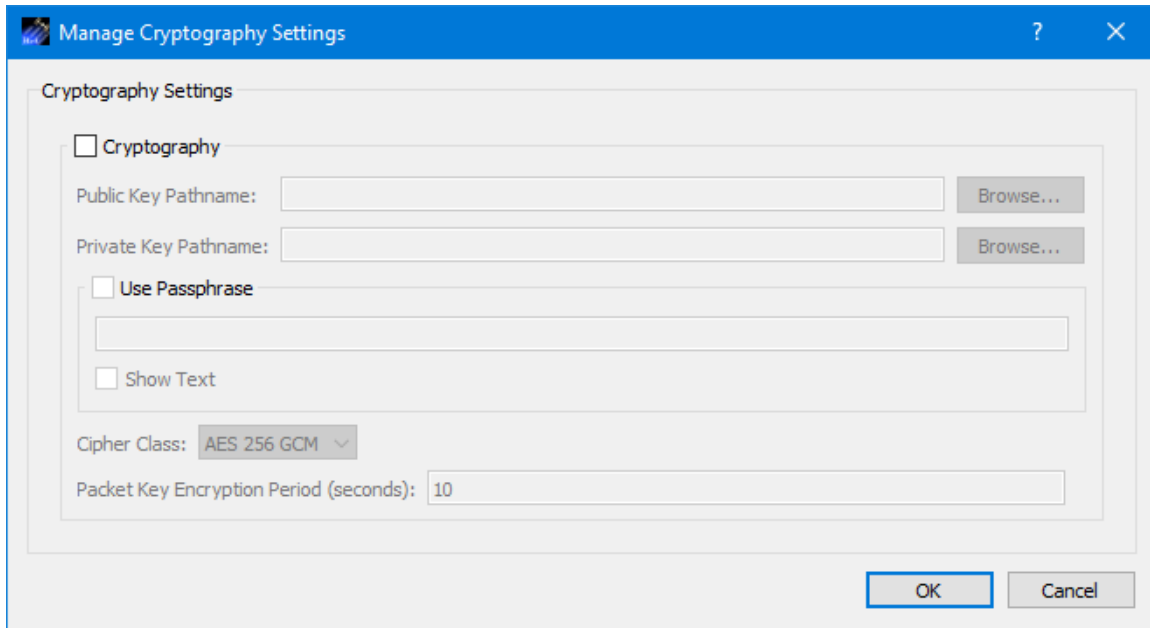 Manage Cryptography Settings ?
Cryptography Settings
Cryptography
Public Key Pathname: Browse...
Private Key Pathname: Browse...
Use Passphrase
Show Text
Cipher Class: AES 256 GCM
Packet Key Encryption Period (seconds): 10
OK Cancel